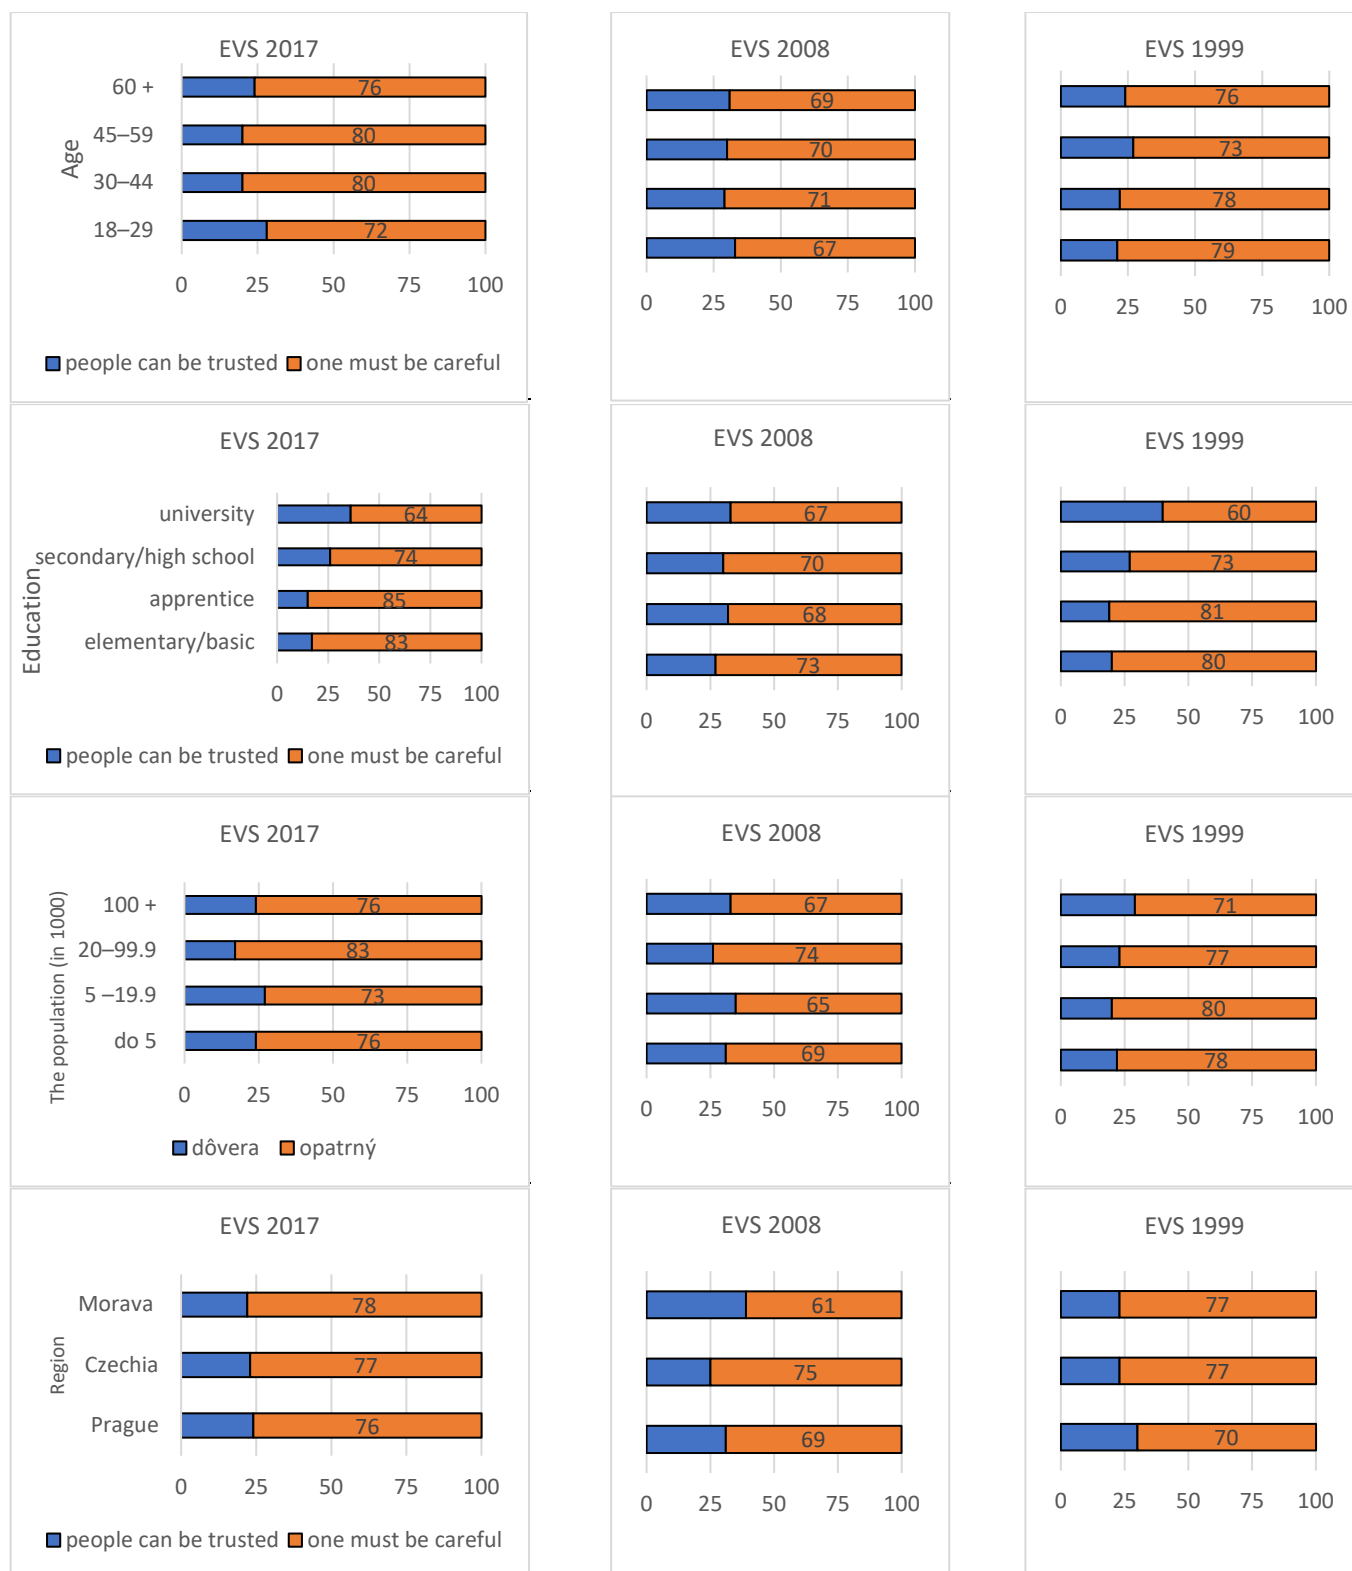 EVS 2017
60 +
76
45–59
80
30–44
80
18–29
72
Age
0 25 50 75 100
people can be trusted one must be careful
EVS 2008
69
70
71
67
0 25 50 75 100
EVS 1999
76
73
78
79
0 25 50 75 100
EVS 2017
university
64
secondary/high school
74
apprentice
85
elementary/basic
83
Education
0 25 50 75 100
people can be trusted one must be careful
EVS 2008
67
70
68
73
0 25 50 75 100
EVS 1999
60
73
81
80
0 25 50 75 100
EVS 2017
100 +
76
20–99.9
83
5 –19.9
73
do 5
76
The population (in 1000)
0 25 50 75 100
dôvera opatrný
EVS 2008
67
74
65
69
0 25 50 75 100
EVS 1999
71
77
80
78
0 25 50 75 100
EVS 2017
Morava
78
Czechia
77
Prague
76
Region
0 25 50 75 100
people can be trusted one must be careful
EVS 2008
61
75
69
0 25 50 75 100
EVS 1999
77
77
70
0 25 50 75 100